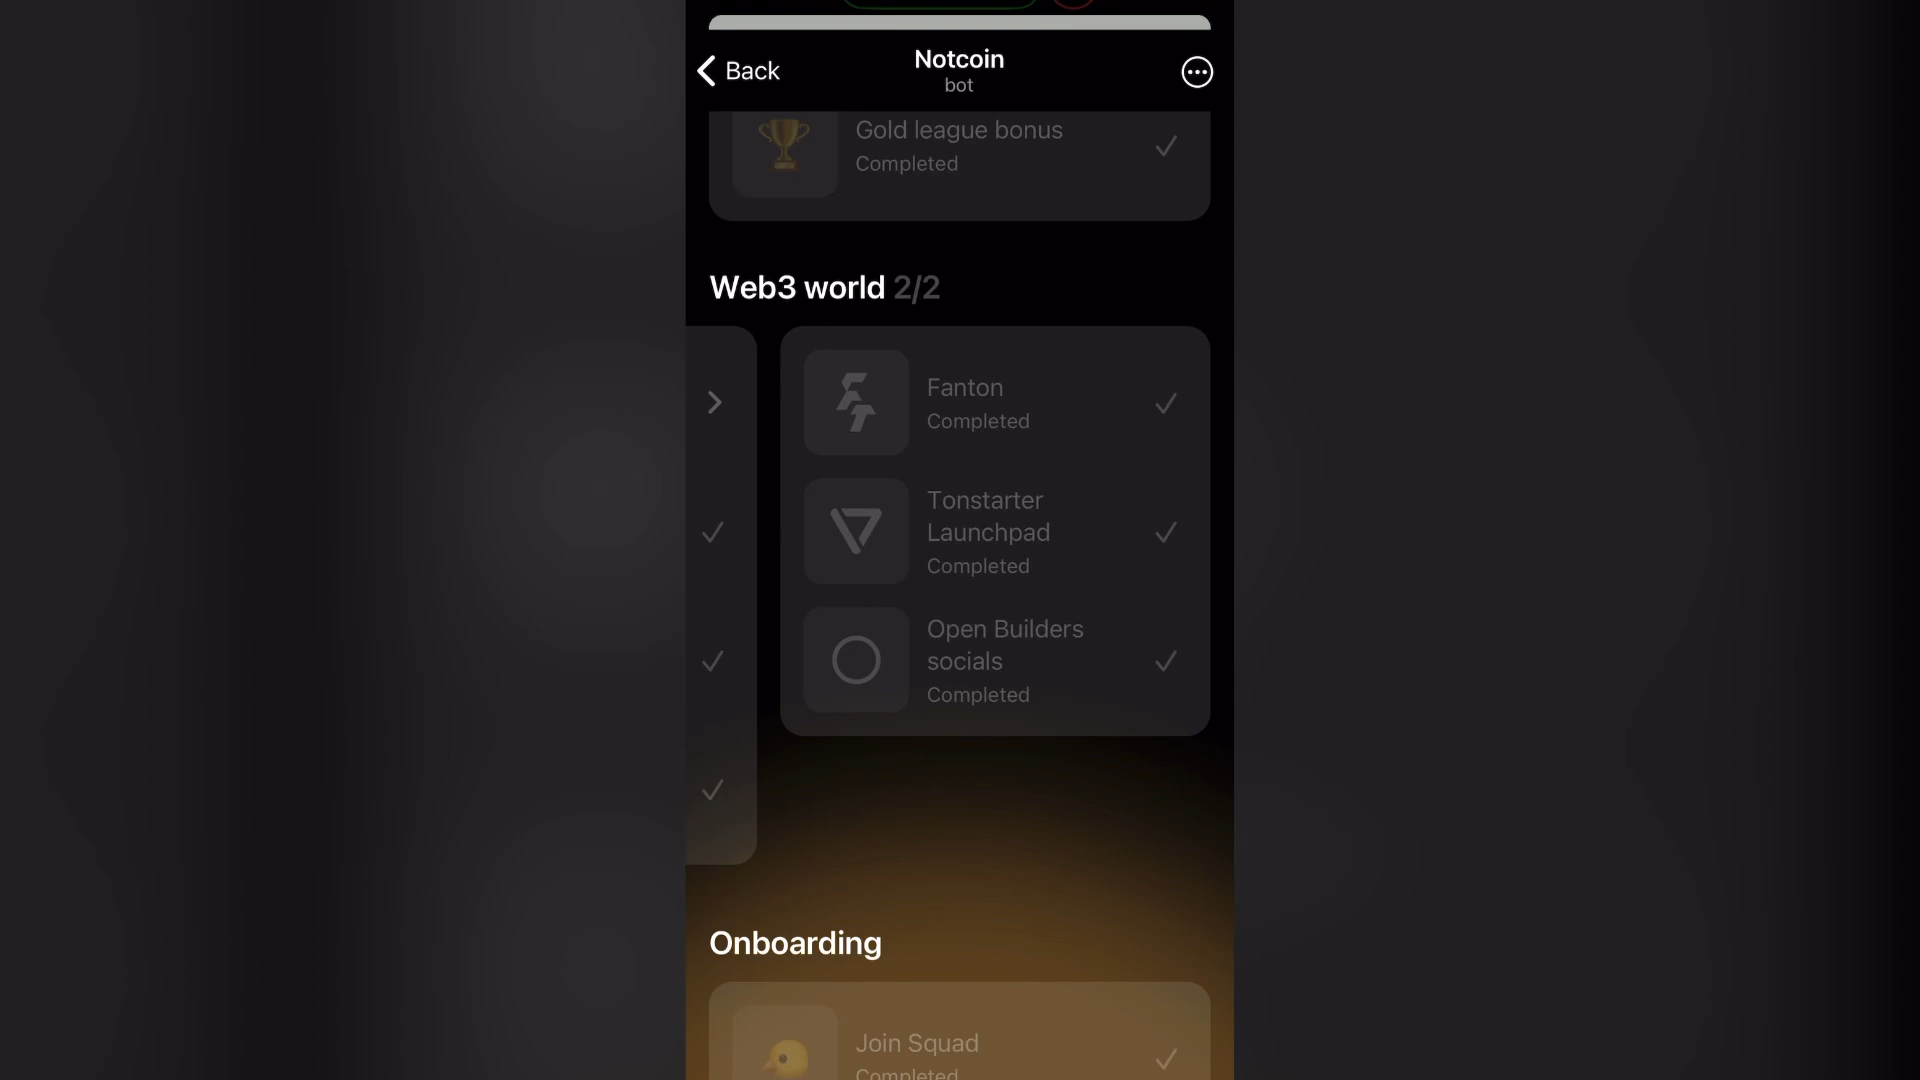 Back
Notcoin
bot
Gold league bonus
Completed
Web3 world 2/2
Fanton
Completed
Tonstarter
Launchpad
Completed
Open Builders
socials
Completed
Onboarding
Join Squad
Completed